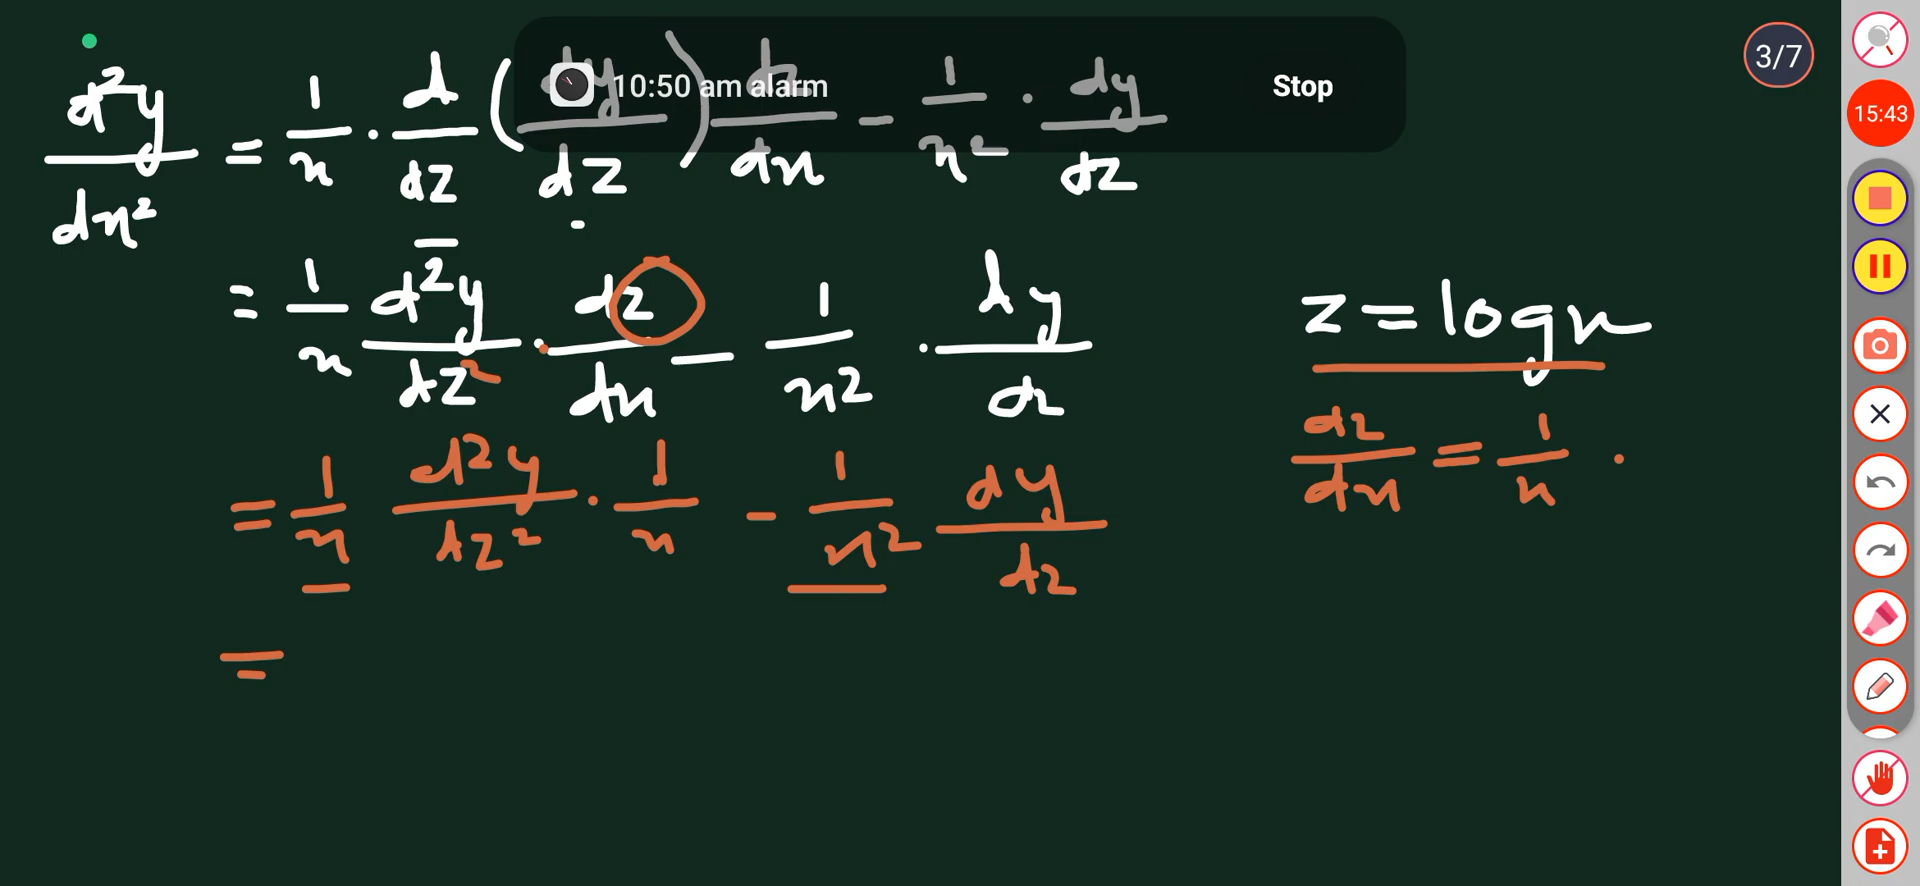 3/7
10:50 am alarm Stop
15:43
d²y/dx² = 1/x · d/dz (dy/dz) dz/dx - 1/x² · dy/dz
= 1/x d²y/dz² · dz/dx - 1/x² · dy/dz
z = log x
= 1/x d²y/dz² · 1/x - 1/x² dy/dz
dz/dx = 1/x ·
=